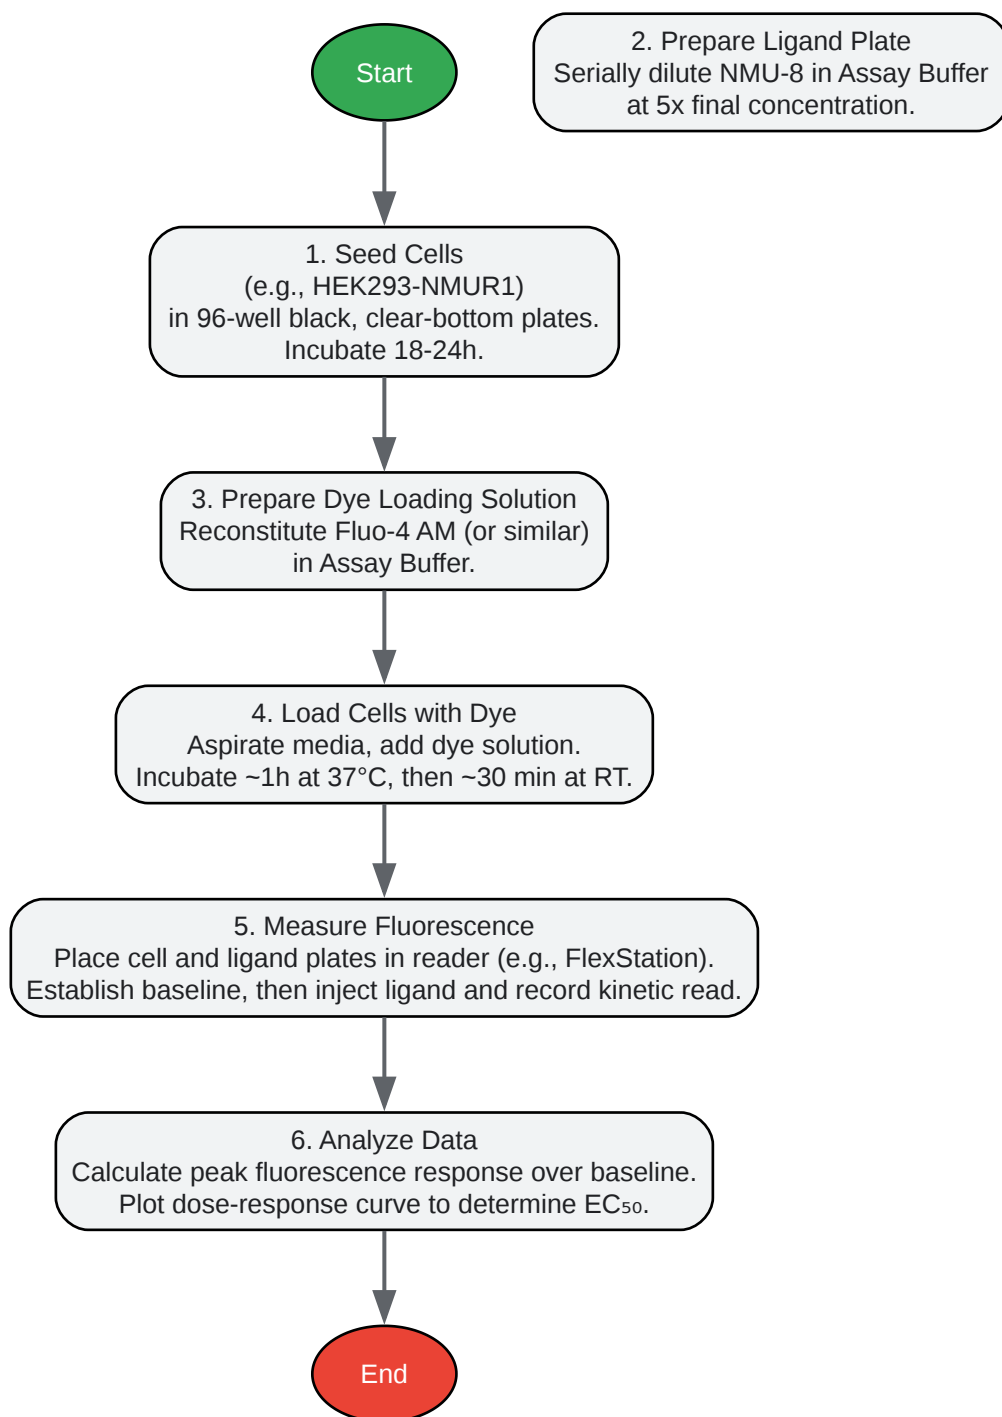 Start
2. Prepare Ligand Plate
Serially dilute NMU-8 in Assay Buffer
at 5x final concentration.
1. Seed Cells
(e.g., HEK293-NMUR1)
in 96-well black, clear-bottom plates.
Incubate 18-24h.
3. Prepare Dye Loading Solution
Reconstitute Fluo-4 AM (or similar)
in Assay Buffer.
4. Load Cells with Dye
Aspirate media, add dye solution.
Incubate ~1h at 37°C, then ~30 min at RT.
5. Measure Fluorescence
Place cell and ligand plates in reader (e.g., FlexStation).
Establish baseline, then inject ligand and record kinetic read.
6. Analyze Data
Calculate peak fluorescence response over baseline.
Plot dose-response curve to determine EC₅₀.
End